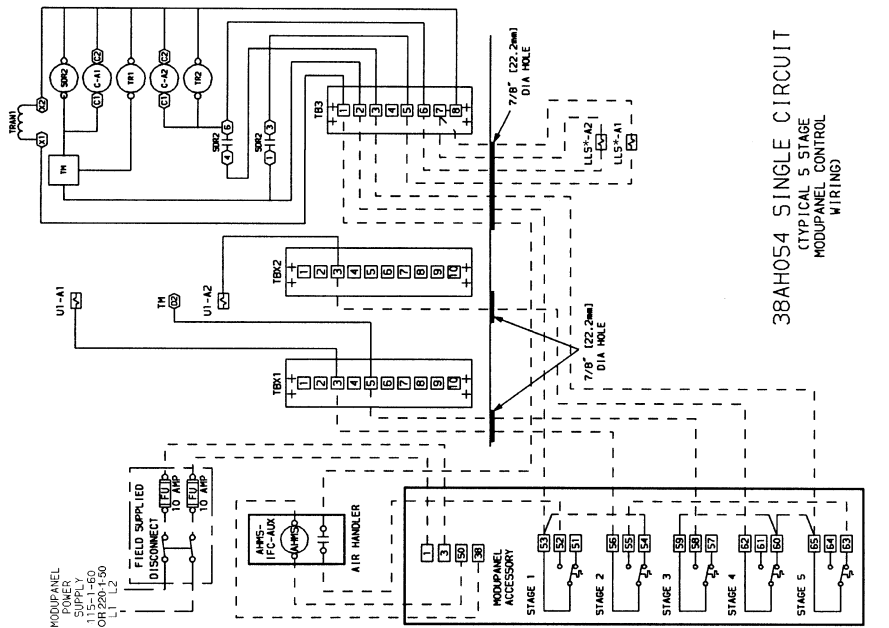 MODUPANEL
POWER
SUPPLY
115-1-60
OR 220-1-50
L1 L2
FIELD SUPPLIED
DISCONNECT
FU
10 AMP
FU
10 AMP
AHMS-
IFC-AUX
AHMS
AIR HANDLER
MODUPANEL
ACCESSORY
1
3
50
38
STAGE 1
53
52
51
STAGE 2
56
55
54
STAGE 3
59
58
57
STAGE 4
62
61
60
STAGE 5
65
64
63
U1-A1
TM
D2
U1-A2
TBX1
1
2
3
4
5
6
7
8
9
10
TBX2
1
2
3
4
5
6
7
8
9
10
7/8" [22.2mm]
DIA HOLE
TRAN1
X1
X2
TM
SDR2
C1
C-A1
C2
TR1
C1
C-A2
C2
TR2
4
SDR2
6
1
SDR2
3
TB3
1
2
3
4
5
6
7
8
7/8" [22.2mm]
DIA HOLE
LLS*-A2
LLS*-A1
38AH054 SINGLE CIRCUIT
(TYPICAL 5 STAGE
MODUPANEL CONTROL
WIRING)